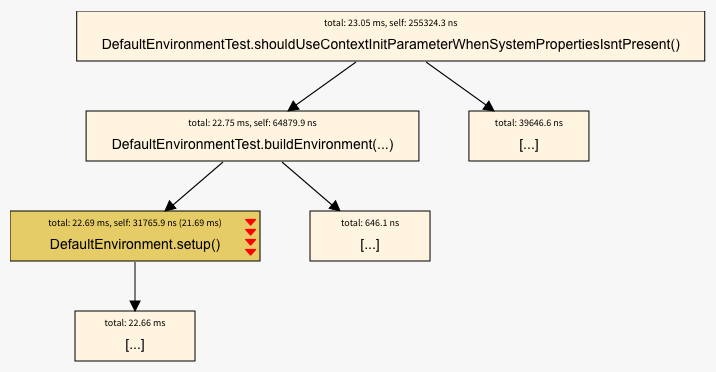 total: 23.05 ms, self: 255324.3 ns
DefaultEnvironmentTest.shouldUseContextInitParameterWhenSystemPropertiesIsntPresent()
total: 22.75 ms, self: 64879.9 ns
DefaultEnvironmentTest.buildEnvironment(...)
total: 39646.6 ns
[...]
total: 22.69 ms, self: 31765.9 ns (21.69 ms)
DefaultEnvironment.setup()
total: 646.1 ns
[...]
total: 22.66 ms
[...]